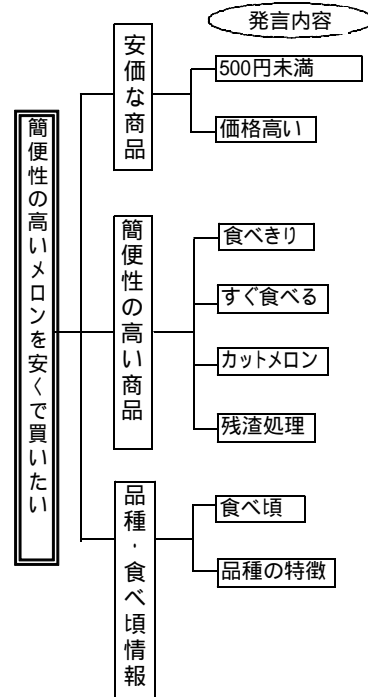 発言内容
簡便性の高いメロンを安くで買いたい
安価な商品
500円未満
価格高い
簡便性の高い商品
食べきり
すぐ食べる
カットメロン
残渣処理
品種・食べ頃情報
食べ頃
品種の特徴